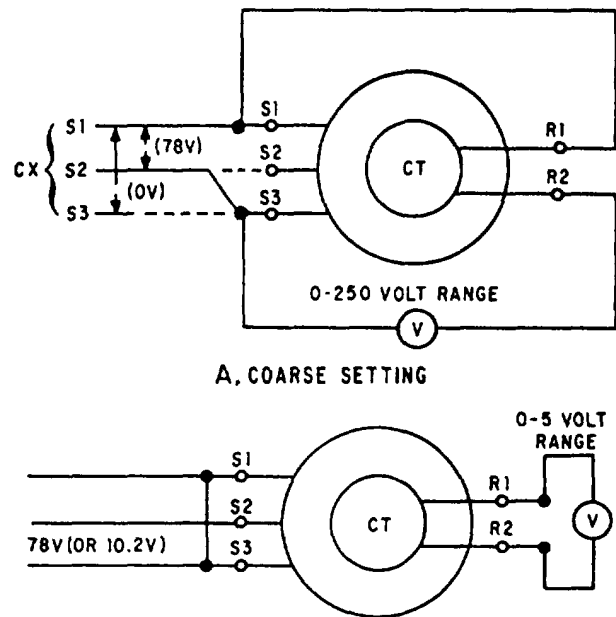 S1
S1
(78V)
R1
CX
S2
S2
CT
(0V)
R2
S3
S3
0-250 VOLT RANGE
V
A, COARSE SETTING
0-5 VOLT
RANGE
S1
R1
S2
CT
V
78V (OR 10.2V)
S3
R2